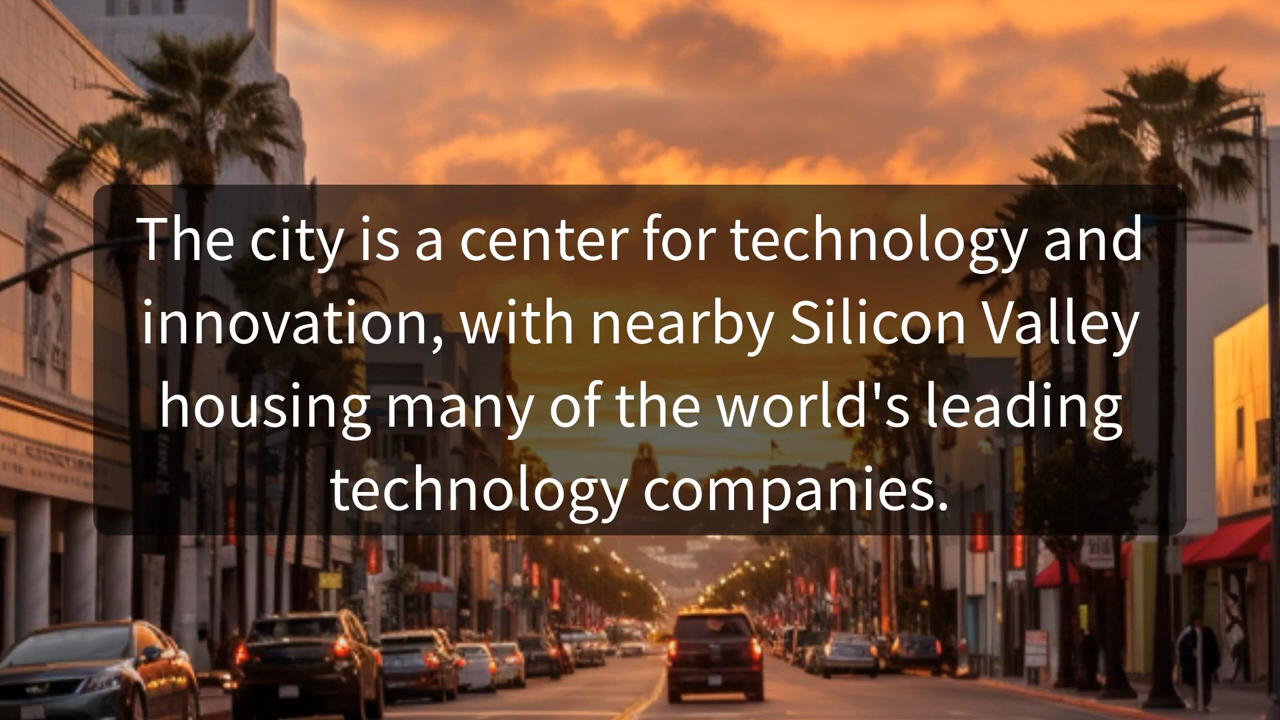 The city is a center for technology and
innovation, with nearby Silicon Valley
housing many of the world's leading
technology companies.